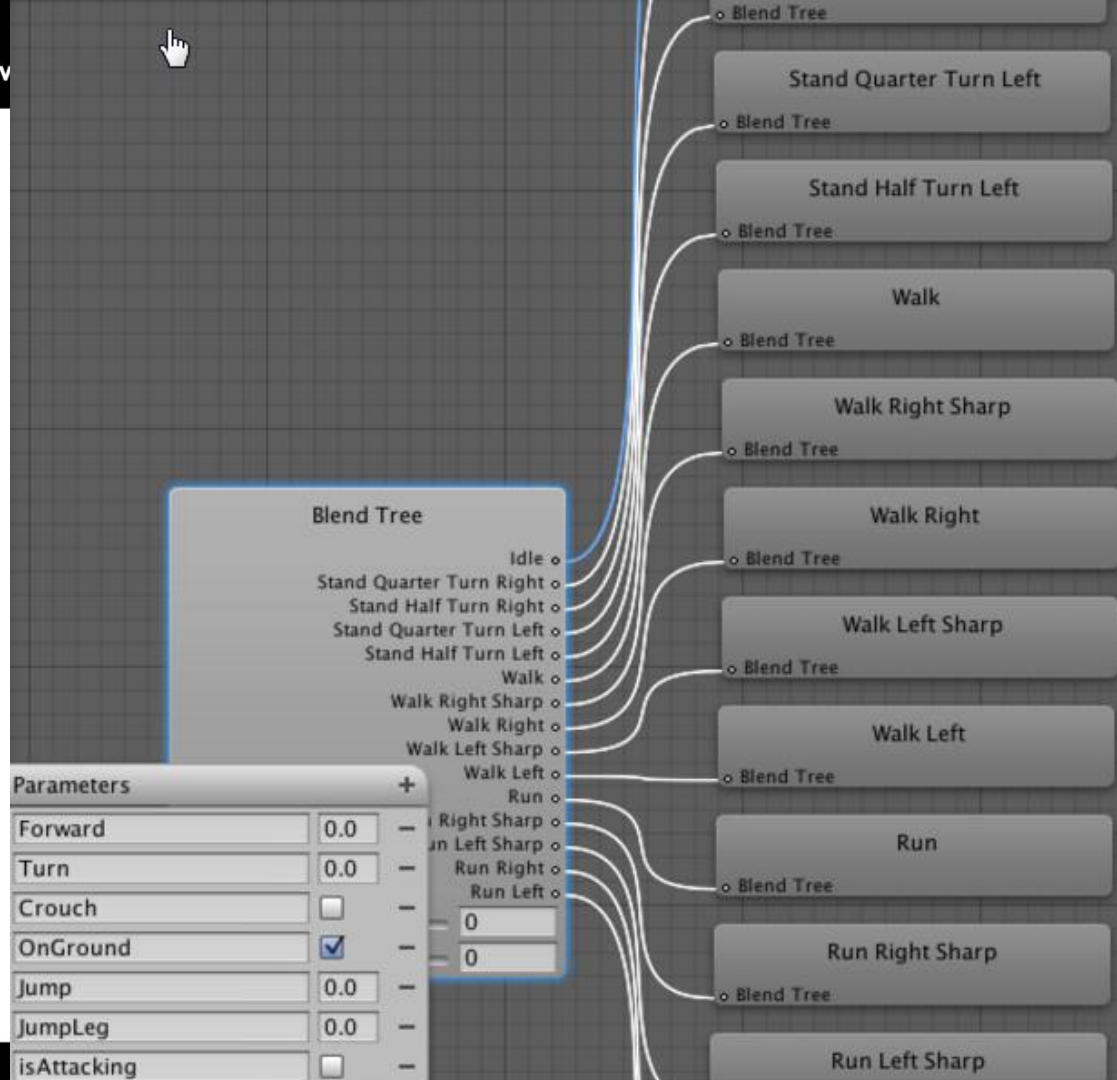 Blend Tree
Stand Quarter Turn Left
Blend Tree
Stand Half Turn Left
Blend Tree
Walk
Blend Tree
Walk Right Sharp
Blend Tree
Walk Right
Blend Tree
Walk Left Sharp
Blend Tree
Walk Left
Blend Tree
Run
Blend Tree
Run Right Sharp
Blend Tree
Run Left Sharp
Blend Tree
Idle
Stand Quarter Turn Right
Stand Half Turn Right
Stand Quarter Turn Left
Stand Half Turn Left
Walk
Walk Right Sharp
Walk Right
Walk Left Sharp
Walk Left
Run
Right Sharp
un Left Sharp
Run Right
Run Left
0
0
Parameters +
Forward 0.0 −
Turn 0.0 −
Crouch −
OnGround −
Jump 0.0 −
JumpLeg 0.0 −
isAttacking −